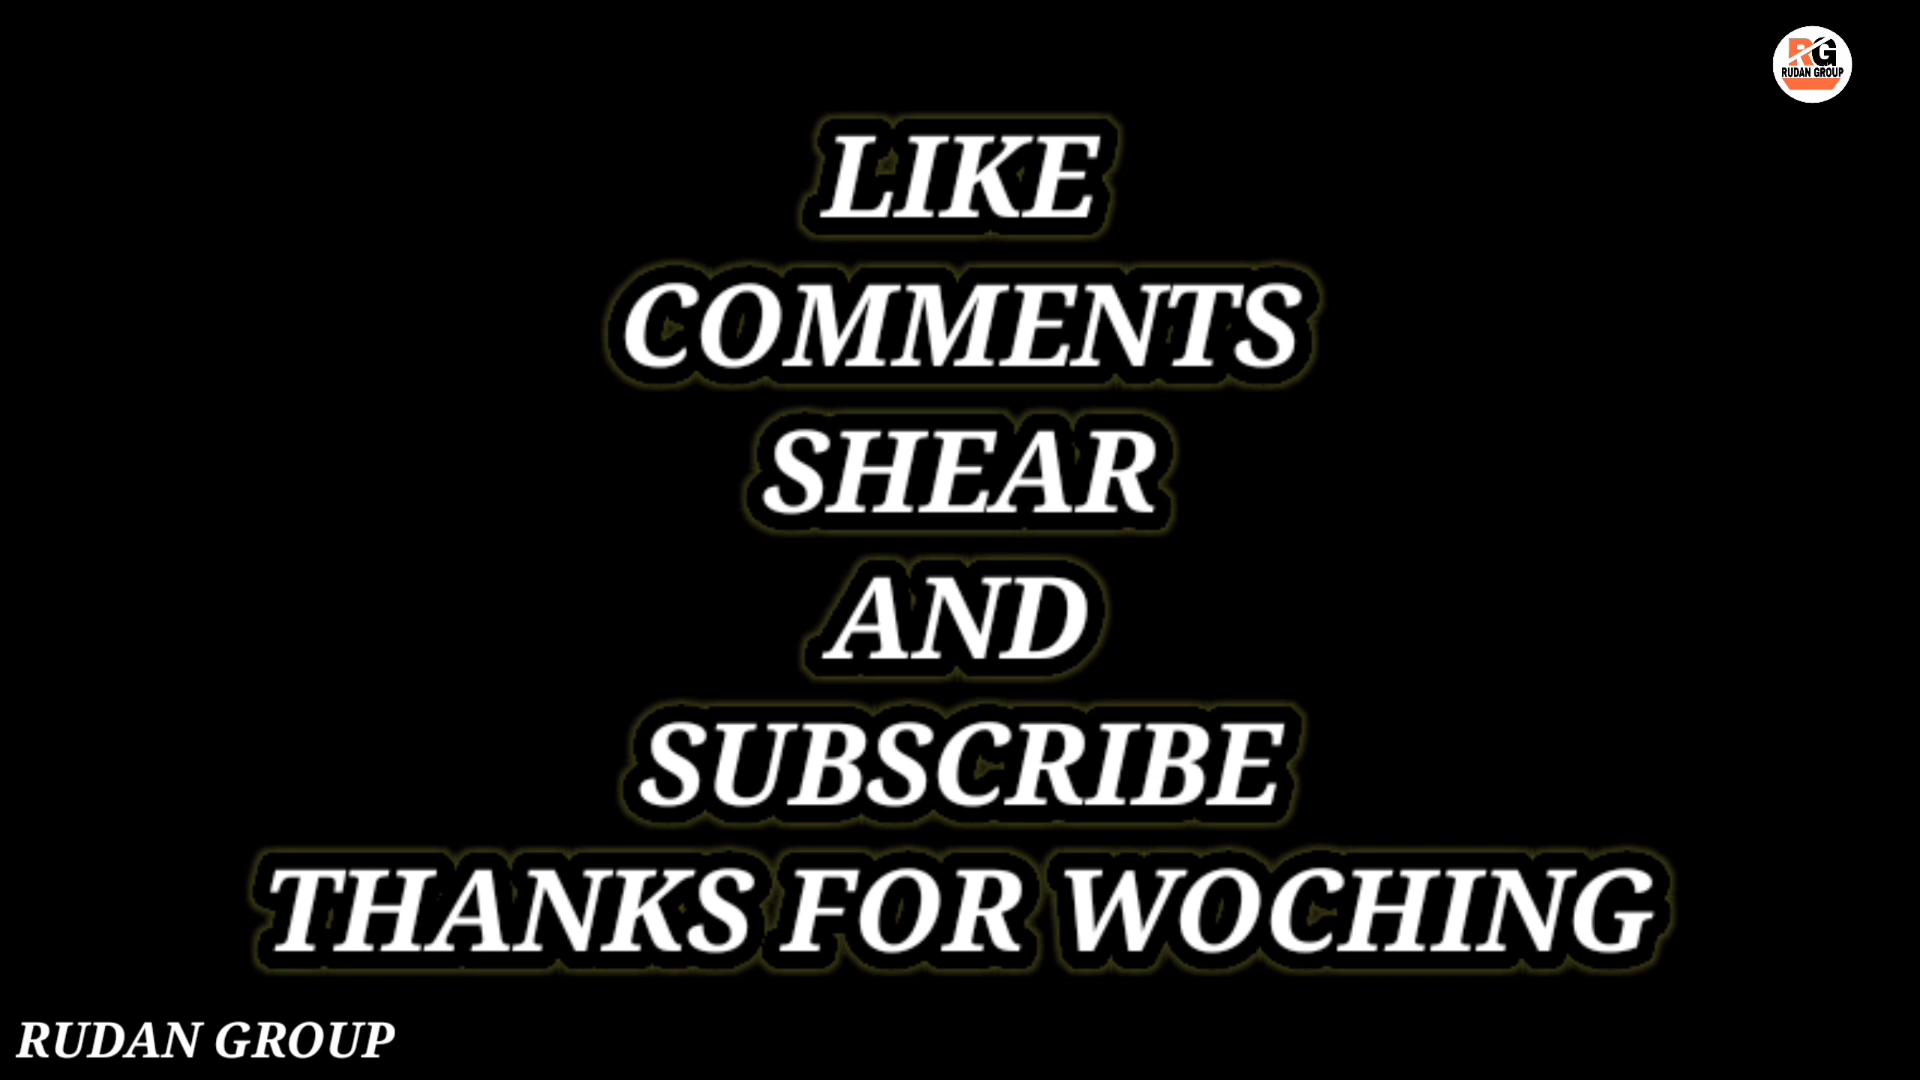 RG
RUDAN GROUP
LIKE
COMMENTS
SHEAR
AND
SUBSCRIBE
THANKS FOR WOCHING
RUDAN GROUP